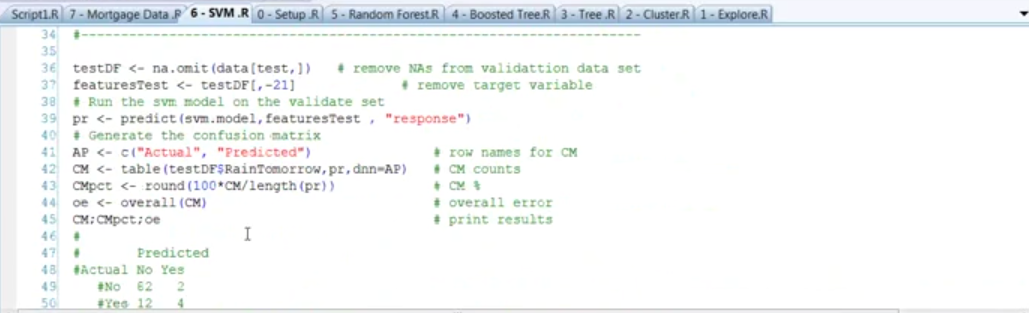 Script1.R 7 - Mortgage Data .R 6 - SVM .R 0 - Setup .R 5 - Random Forest.R 4 - Boosted Tree.R 3 - Tree .R 2 - Cluster.R 1 - Explore.R
34 #----------------------------------------------------------------------
35
36 testDF <- na.omit(data[test,]) # remove NAs from validattion data set
37 featuresTest <- testDF[,-21] # remove target variable
38 # Run the svm model on the validate set
39 pr <- predict(svm.model,featuresTest , "response")
40 # Generate the confusion matrix
41 AP <- c("Actual", "Predicted") # row names for CM
42 CM <- table(testDF$RainTomorrow,pr,dnn=AP) # CM counts
43 CMpct <- round(100*CM/length(pr)) # CM %
44 oe <- overall(CM) # overall error
45 CM;CMpct;oe # print results
46 #
47 # Predicted
48 #Actual No Yes
49 #No 62 2
50 #Yes 12 4